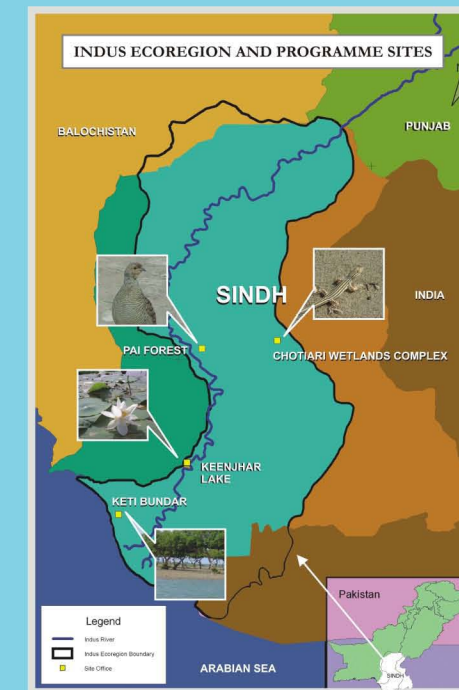 INDUS ECOREGION AND PROGRAMME SITES
BALOCHISTAN
PUNJAB
SINDH
INDIA
PAI FOREST
CHOTIARI WETLANDS COMPLEX
KEENJHAR
LAKE
KETI BUNDAR
Legend
Indus River
Indus Ecoregion Boundary
Site Office
ARABIAN SEA
Pakistan
SINDH